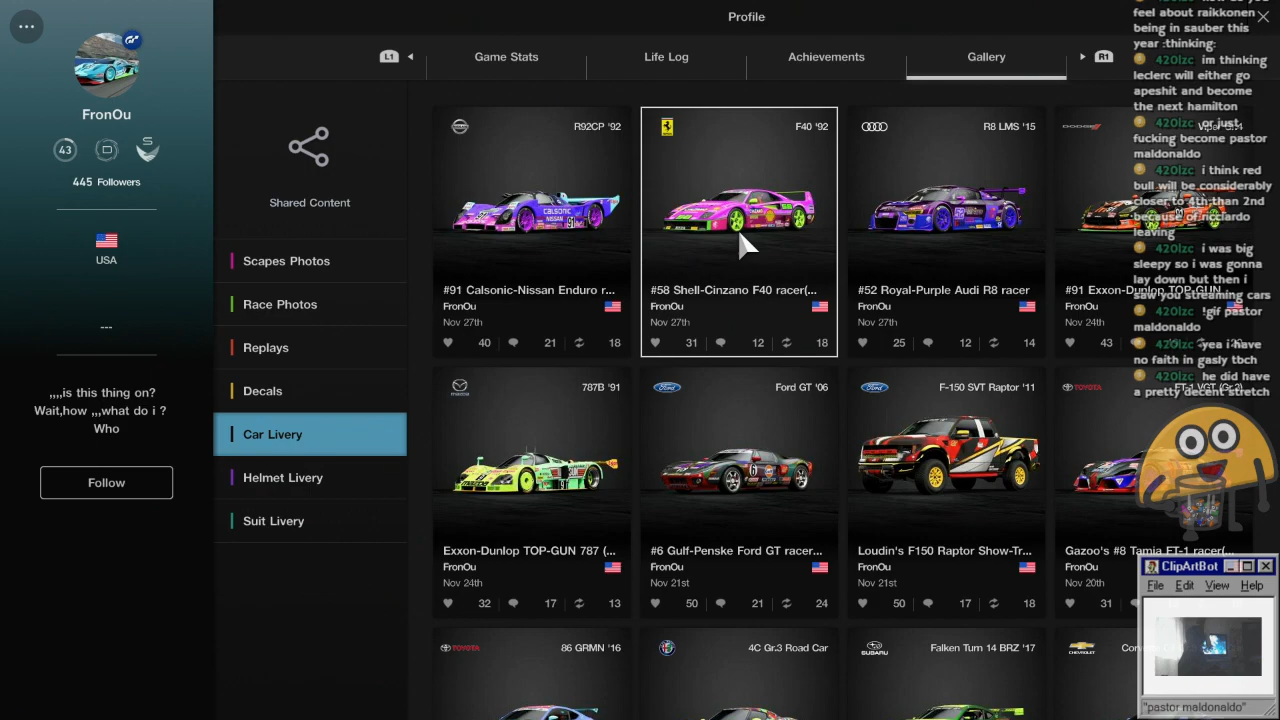 ...
FronOu
43
D
S
445 Followers
USA
---
,,,,is this thing on?
Wait,how ,,,what do i ?
Who
Follow
Profile
L1
Game Stats
Life Log
Achievements
Gallery
R1
Shared Content
Scapes Photos
Race Photos
Replays
Decals
Car Livery
Helmet Livery
Suit Livery
R92CP '92
#91 Calsonic-Nissan Enduro r...
FronOu
Nov 27th
40 21 18
F40 '92
#58 Shell-Cinzano F40 racer(...
FronOu
Nov 27th
31 12 18
R8 LMS '15
#52 Royal-Purple Audi R8 racer
FronOu
Nov 27th
25 12 14
#91 Exxon-Dunlop TOP-GUN
FronOu
Nov 24th
43
mazda
787B '91
Exxon-Dunlop TOP-GUN 787 (...
FronOu
Nov 24th
32 17 13
Ford
Ford GT '06
#6 Gulf-Penske Ford GT racer...
FronOu
Nov 21st
50 21 24
Ford
F-150 SVT Raptor '11
Loudin's F150 Raptor Show-Tr...
FronOu
Nov 21st
50 17 18
TOYOTA
FT-1 VGT (Gr.3)
Gazoo's #8 Tamia FT-1 racer(...
FronOu
Nov 20th
31
TOYOTA
86 GRMN '16
4C Gr.3 Road Car
SUBARU
Falken Turn 14 BRZ '17
CHEVROLET
feel about raikkonen
being in sauber this
year :thinking:
420lzc im thinking
leclerc will either go
apeshit and become
the next hamilton
420lzc or just
fucking become pastor
maldonaldo
420lzc i think red
bull will be considerably
closer to 4th than 2nd
because of ricciardo
leaving
420lzc i was big
sleepy so i was gonna
lay down but then i
saw you streaming cars
420lzc !gif pastor
maldonaldo
420lzc yea i have
no faith in gasly tbch
420lzc he did have
a pretty decent stretch
ClipArtBot
File Edit View Help
"pastor maldonaldo"